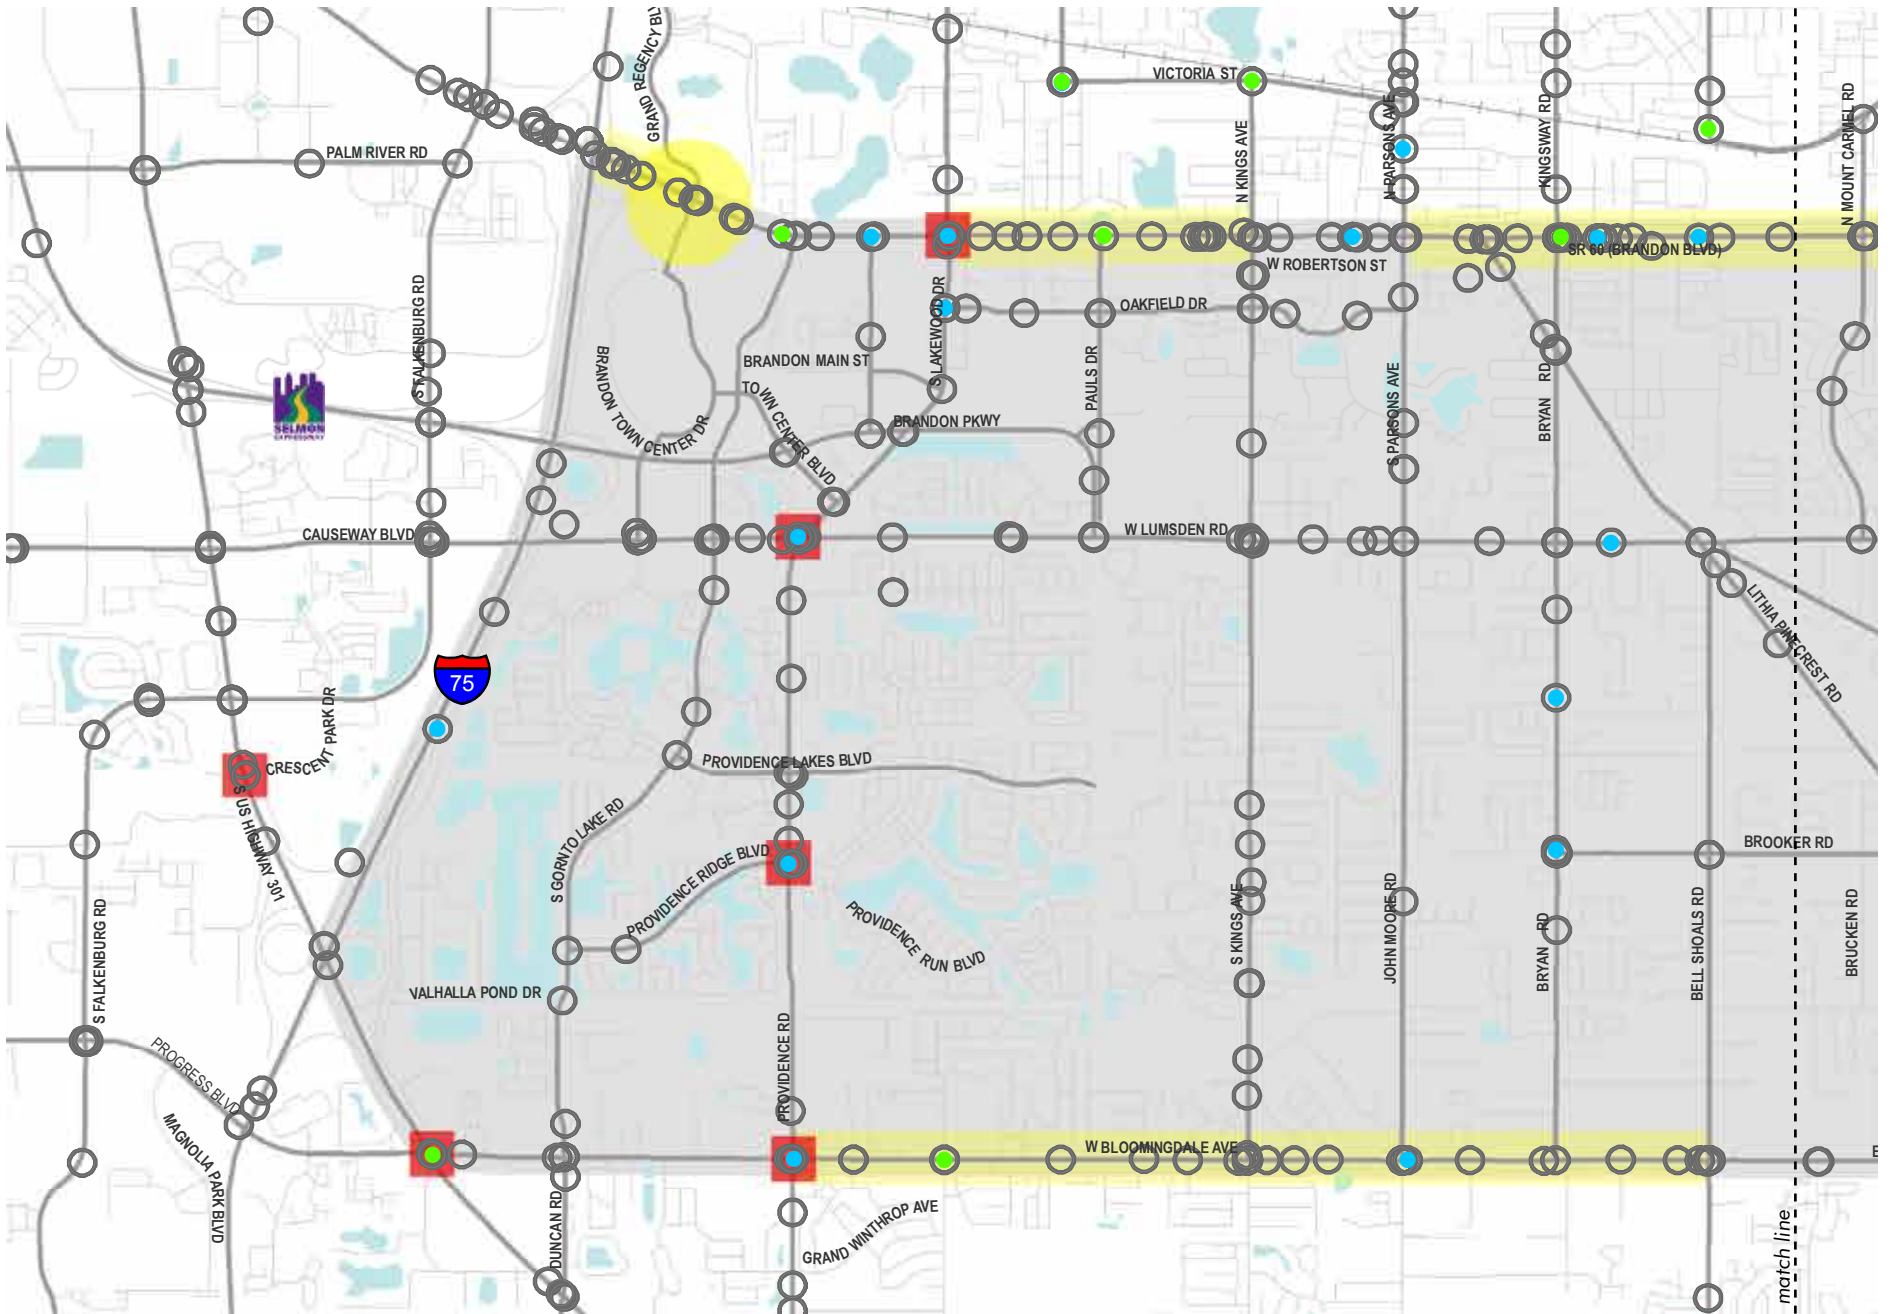 GRAND REGENCY BLV
VICTORIA ST
N KINGS AVE
N PARSONS AVE
KINGSWAY RD
N MOUNT CARMEL RD
PALM RIVER RD
SR 60 (BRANDON BLVD)
W ROBERTSON ST
S FALKENBURG RD
S LAKEWOOD DR
OAKFIELD DR
BRANDON MAIN ST
BRANDON TOWN CENTER DR
TOWN CENTER BLVD
PAULS DR
S PARSONS AVE
BRYAN RD
SELMON
EXPRESSWAY
BRANDON PKWY
CAUSEWAY BLVD
W LUMSDEN RD
LITHIA PINECREST RD
75
CRESCENT PARK DR
PROVIDENCE LAKES BLVD
S US HIGHWAY 301
S GORNTO LAKE RD
PROVIDENCE RIDGE BLVD
BROOKER RD
S FALKENBURG RD
PROVIDENCE RUN BLVD
S KINGS AVE
JOHN MOORE RD
BRYAN RD
BELL SHOALS RD
BRUCKEN RD
VALHALLA POND DR
PROVIDENCE RD
PROGRESS BLVD
MAGNOLIA PARK BLVD
W BLOOMINGDALE AVE
E
DUNCAN RD
GRAND WINTHROP AVE
match line